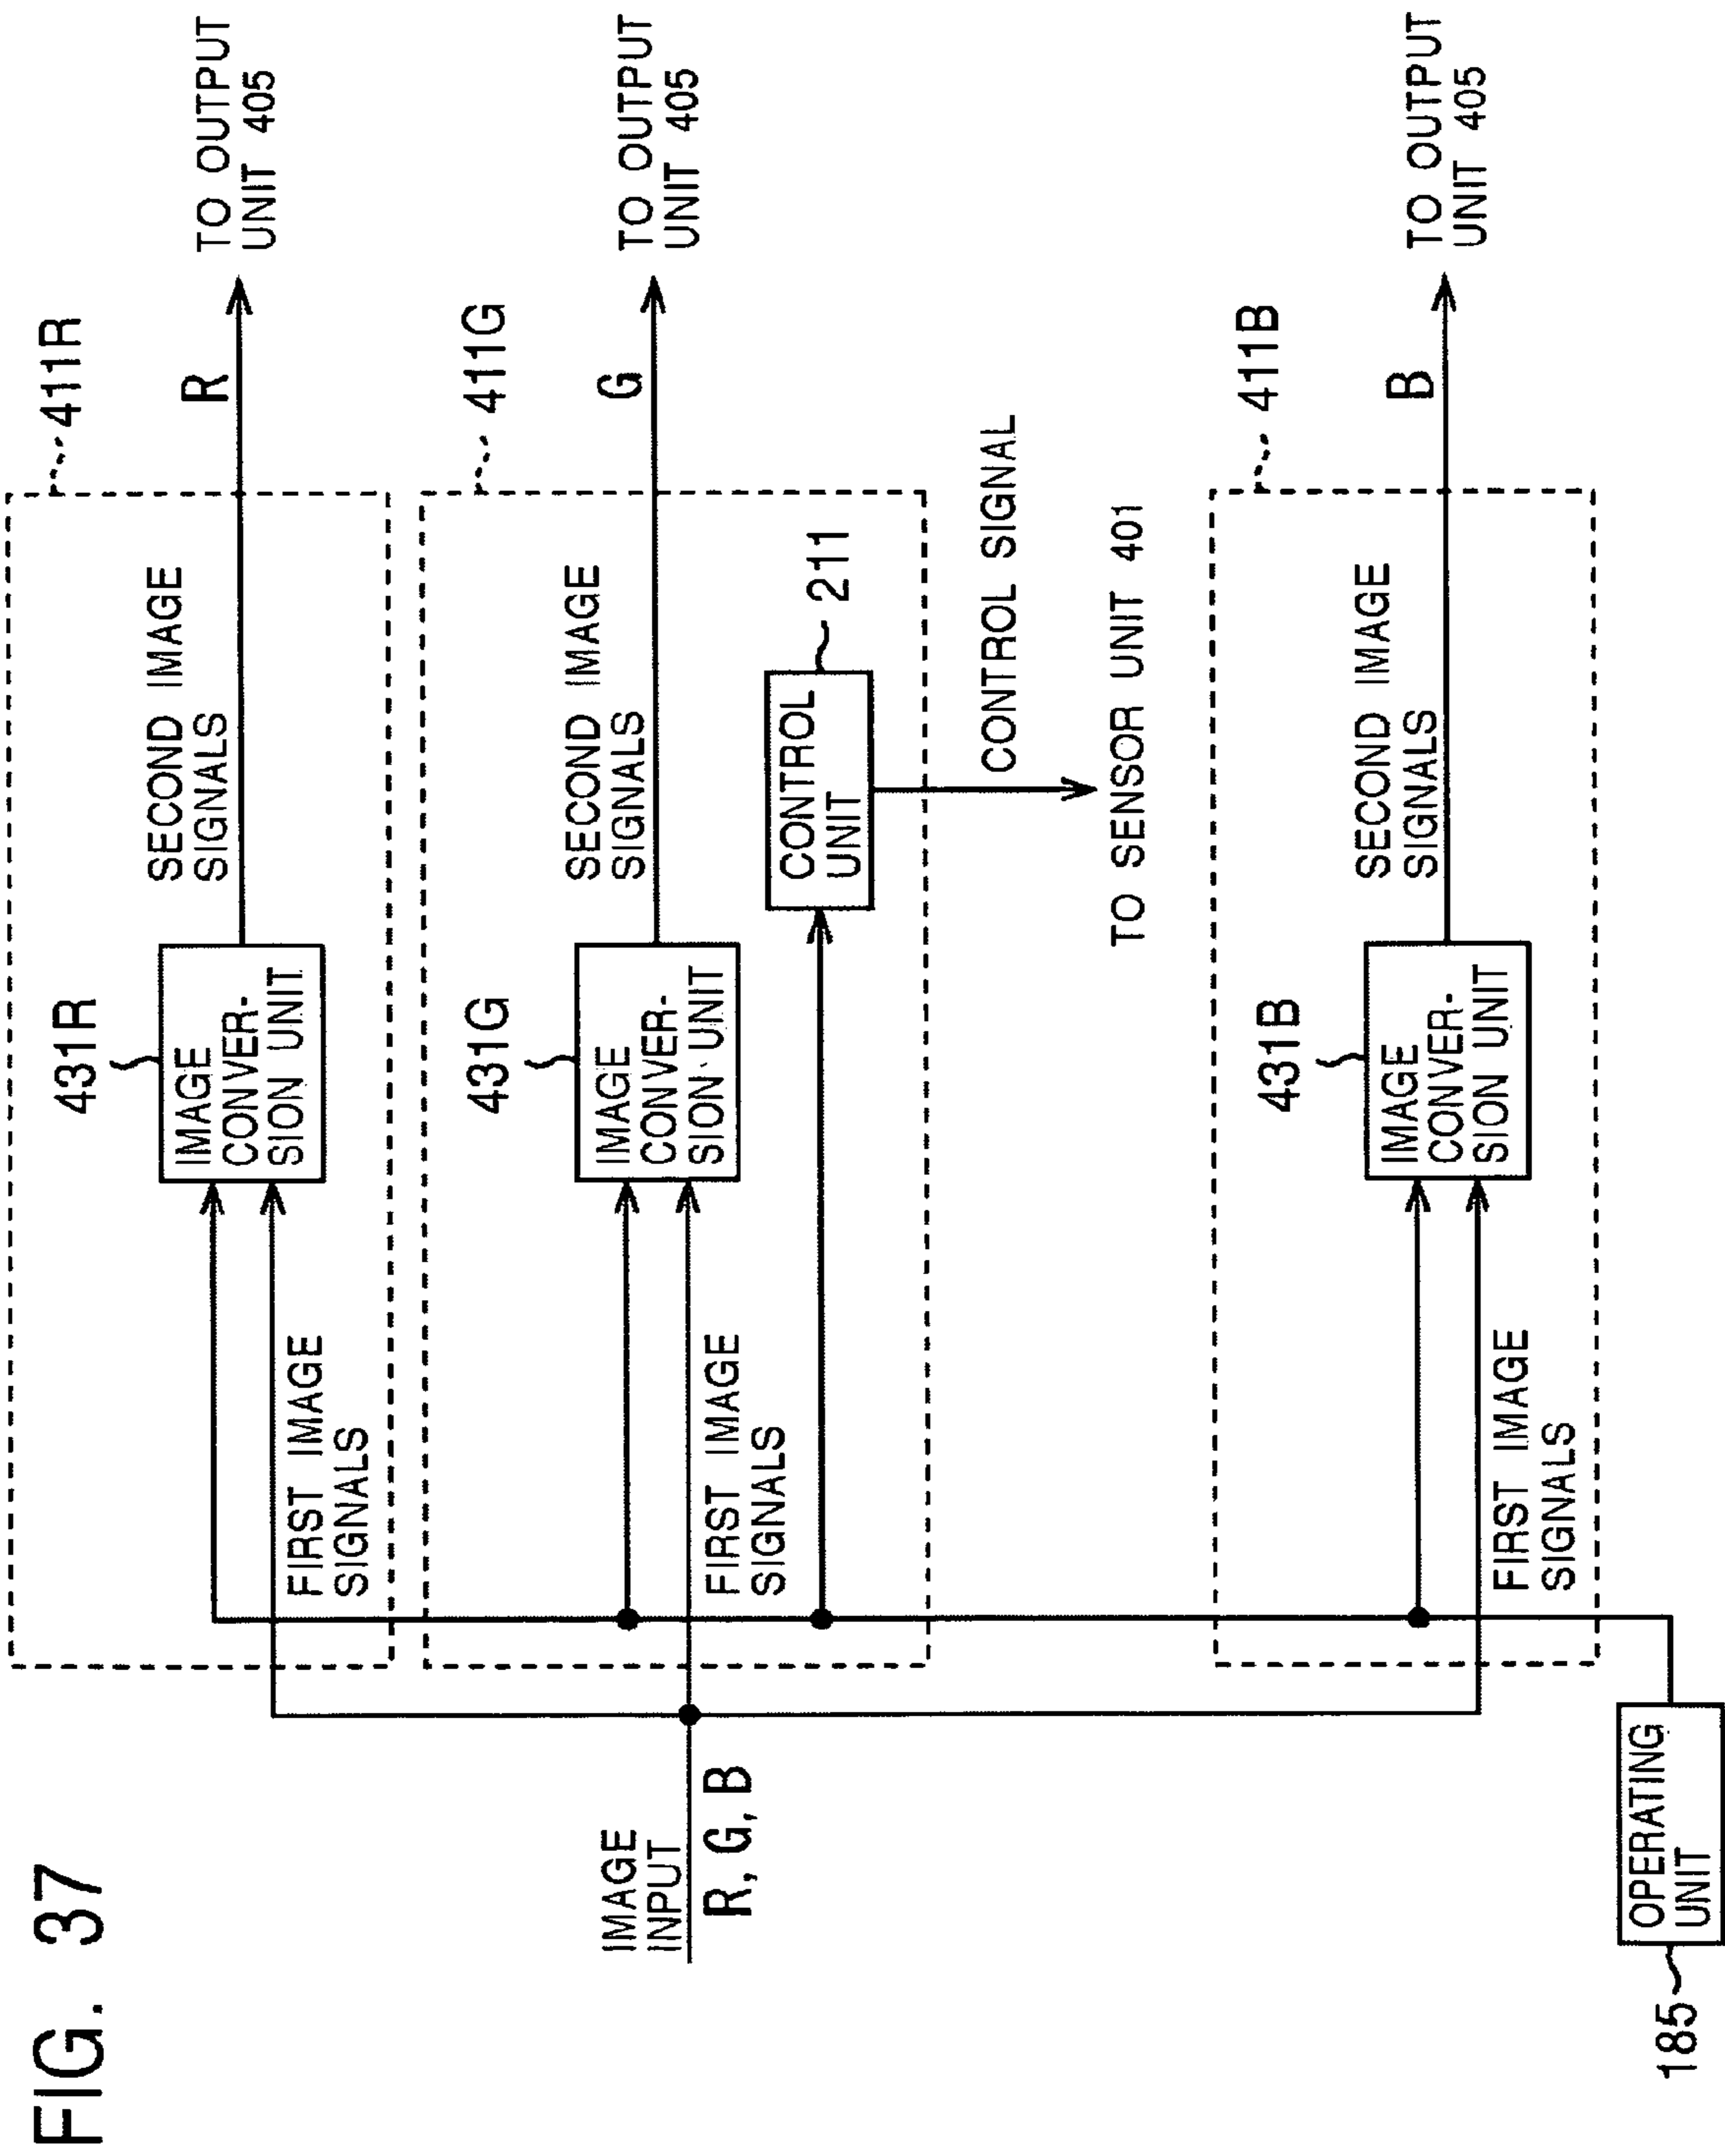 FIG. 37
411R
431R
IMAGE
CONVER-
SION UNIT
SECOND IMAGE
SIGNALS
R
TO OUTPUT
UNIT 405
FIRST IMAGE
SIGNALS
411G
431G
IMAGE
CONVER-
SION UNIT
SECOND IMAGE
SIGNALS
G
TO OUTPUT
UNIT 405
IMAGE
INPUT
R, G, B
FIRST IMAGE
SIGNALS
CONTROL
UNIT
211
CONTROL SIGNAL
TO SENSOR UNIT 401
411B
431B
IMAGE
CONVER-
SION UNIT
SECOND IMAGE
SIGNALS
B
TO OUTPUT
UNIT 405
FIRST IMAGE
SIGNALS
OPERATING
UNIT
185